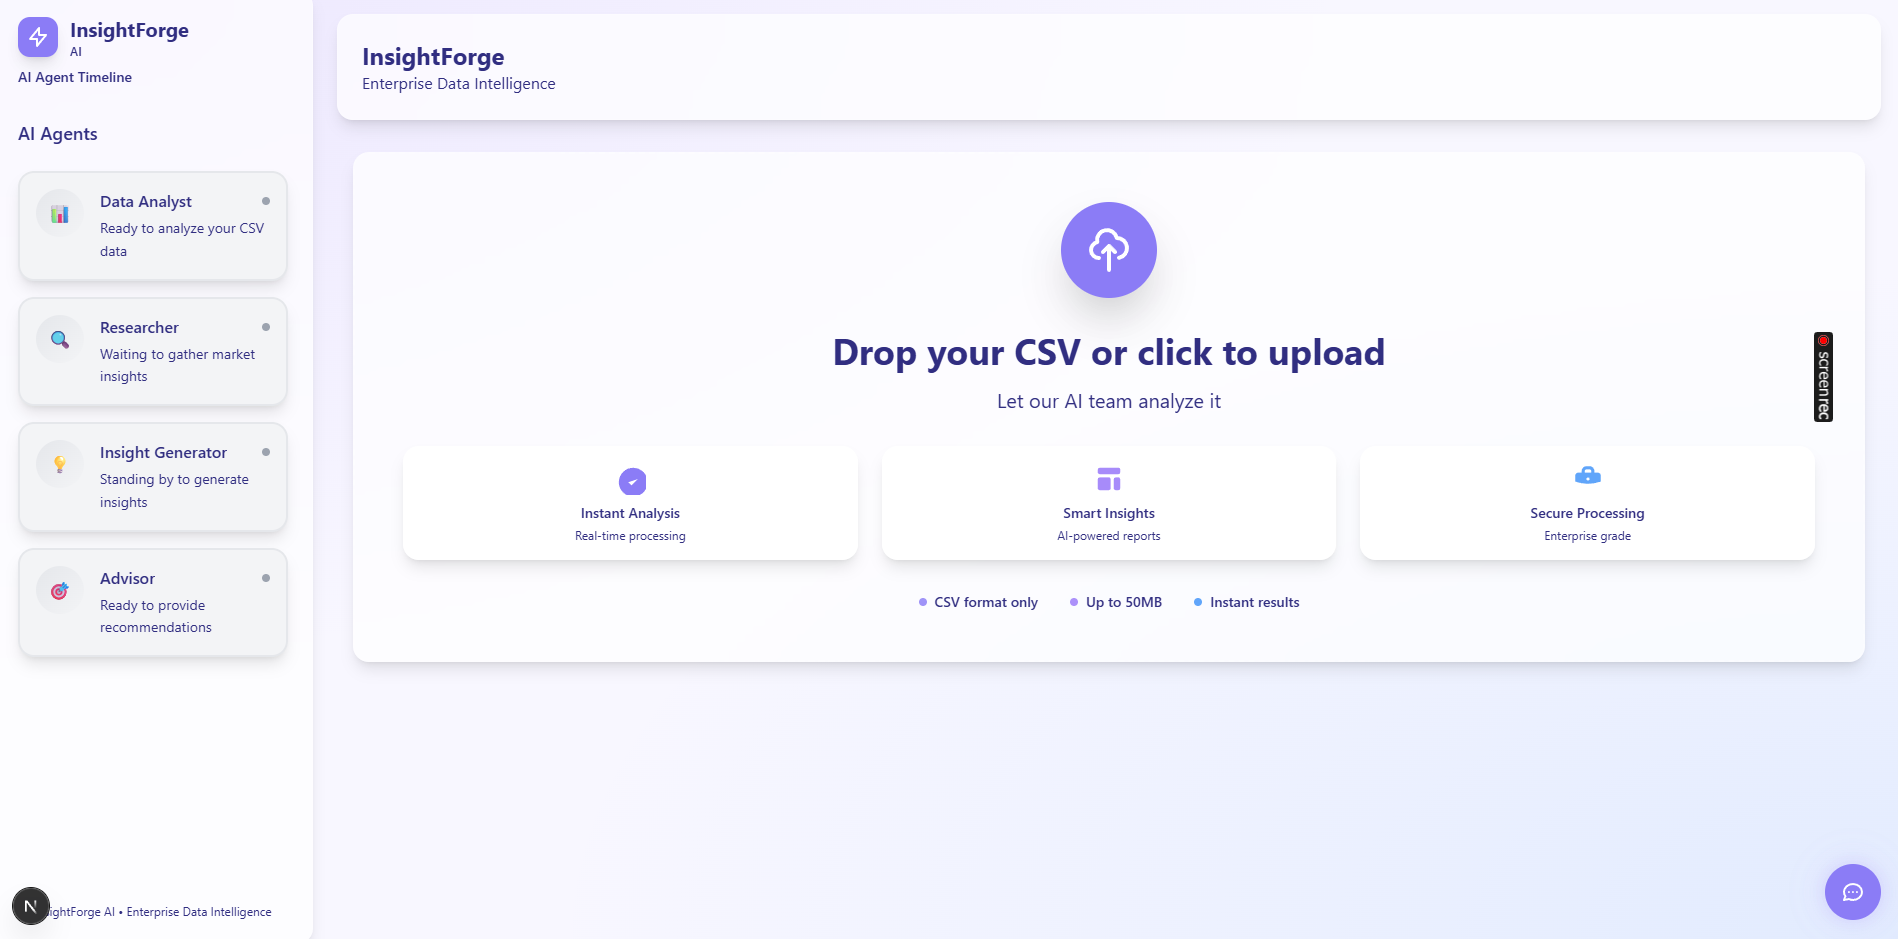 InsightForge
AI
AI Agent Timeline
AI Agents
Data Analyst
Ready to analyze your CSV
data
Researcher
Waiting to gather market
insights
Insight Generator
Standing by to generate
insights
Advisor
Ready to provide
recommendations
N
ightForge AI • Enterprise Data Intelligence
InsightForge
Enterprise Data Intelligence
Drop your CSV or click to upload
Let our AI team analyze it
Instant Analysis
Real-time processing
Smart Insights
AI-powered reports
Secure Processing
Enterprise grade
CSV format only
Up to 50MB
Instant results
screenrec